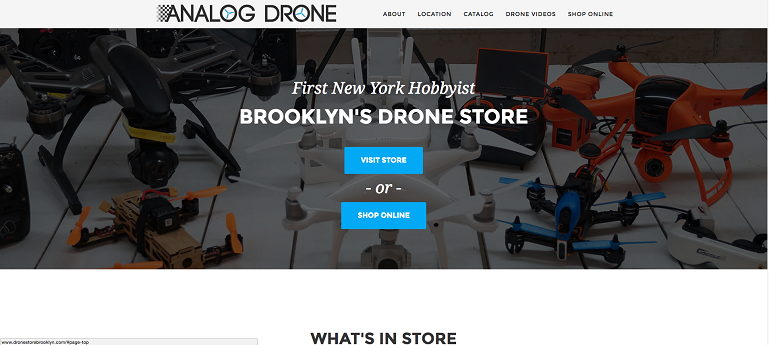 ANALOG DRONE
ABOUT LOCATION CATALOG DRONE VIDEOS SHOP ONLINE
First New York Hobbyist
BROOKLYN'S DRONE STORE
VISIT STORE
- or -
SHOP ONLINE
WHAT'S IN STORE
www.dronestorebrooklyn.com/#page-top